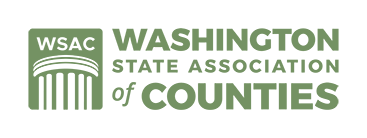 WSAC
WASHINGTON
STATE ASSOCIATION
of COUNTIES